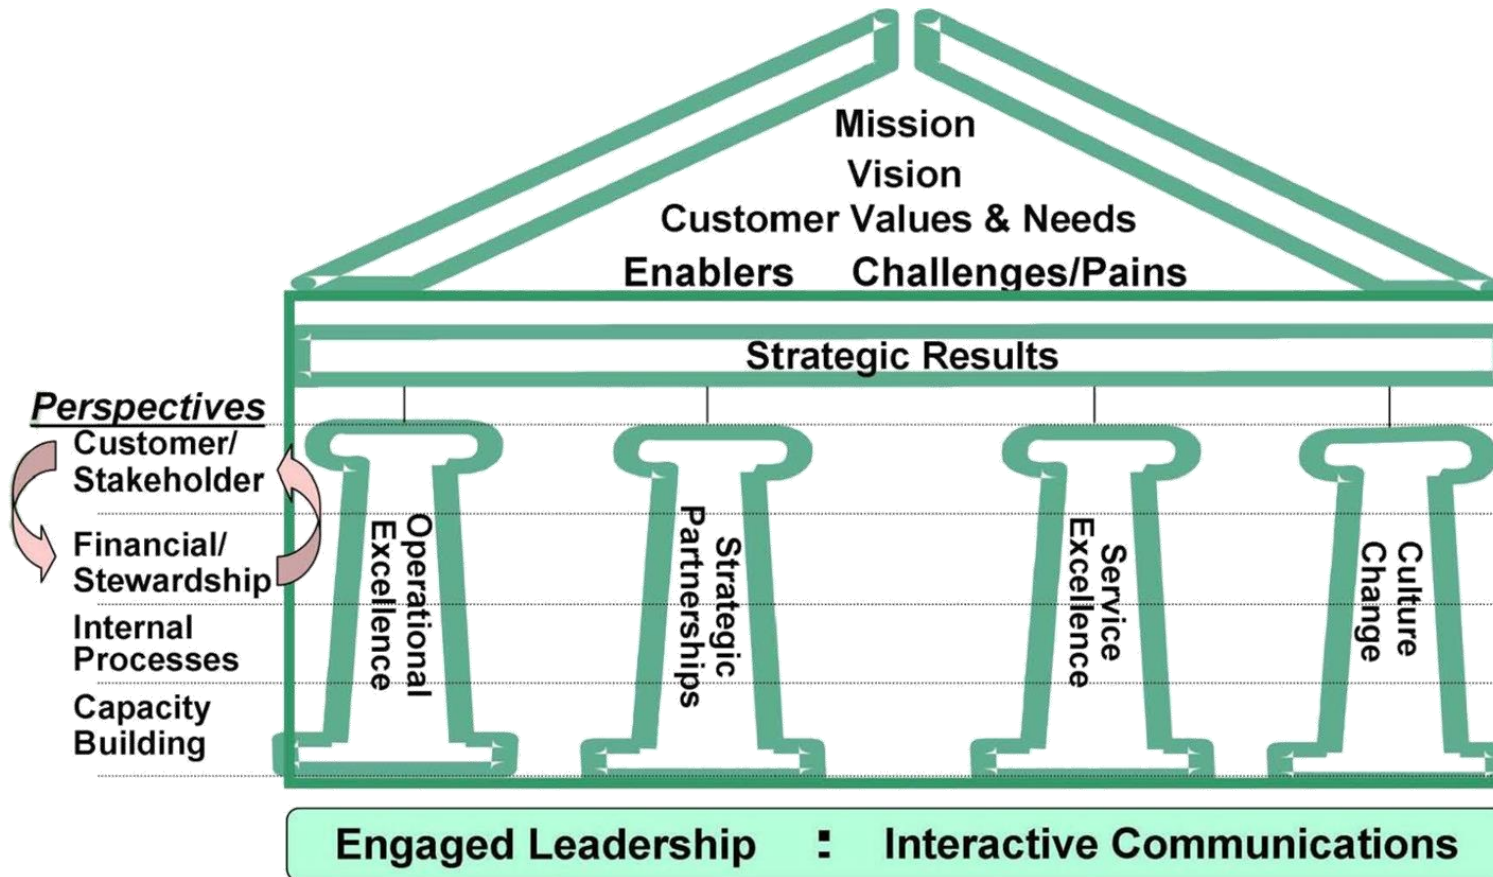 Mission
Vision
Customer Values & Needs
Enablers Challenges/Pains
Strategic Results
Perspectives
Customer/
Stakeholder
Financial/
Stewardship
Internal
Processes
Capacity
Building
Operational
Excellence
Strategic
Partnerships
Service
Excellence
Culture
Change
Engaged Leadership : Interactive Communications